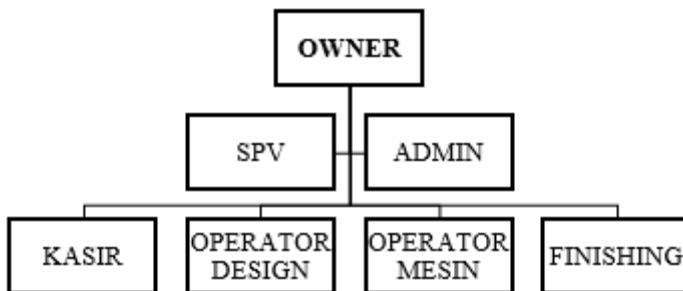 OWNER
SPV
ADMIN
KASIR
OPERATOR
DESIGN
OPERATOR
MESIN
FINISHING